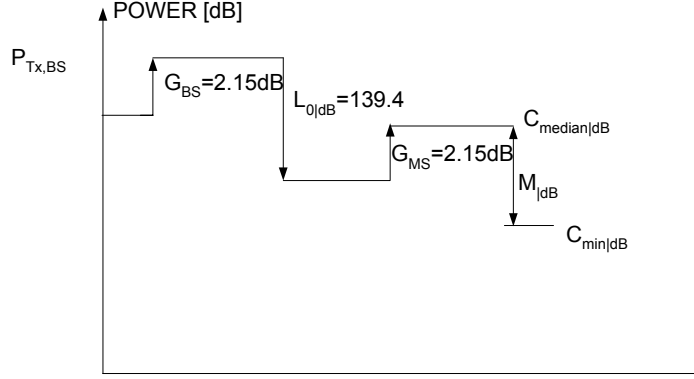 POWER [dB]
P_Tx,BS
G_BS=2.15dB
L_0|dB=139.4
C_median|dB
G_MS=2.15dB
M_|dB
C_min|dB